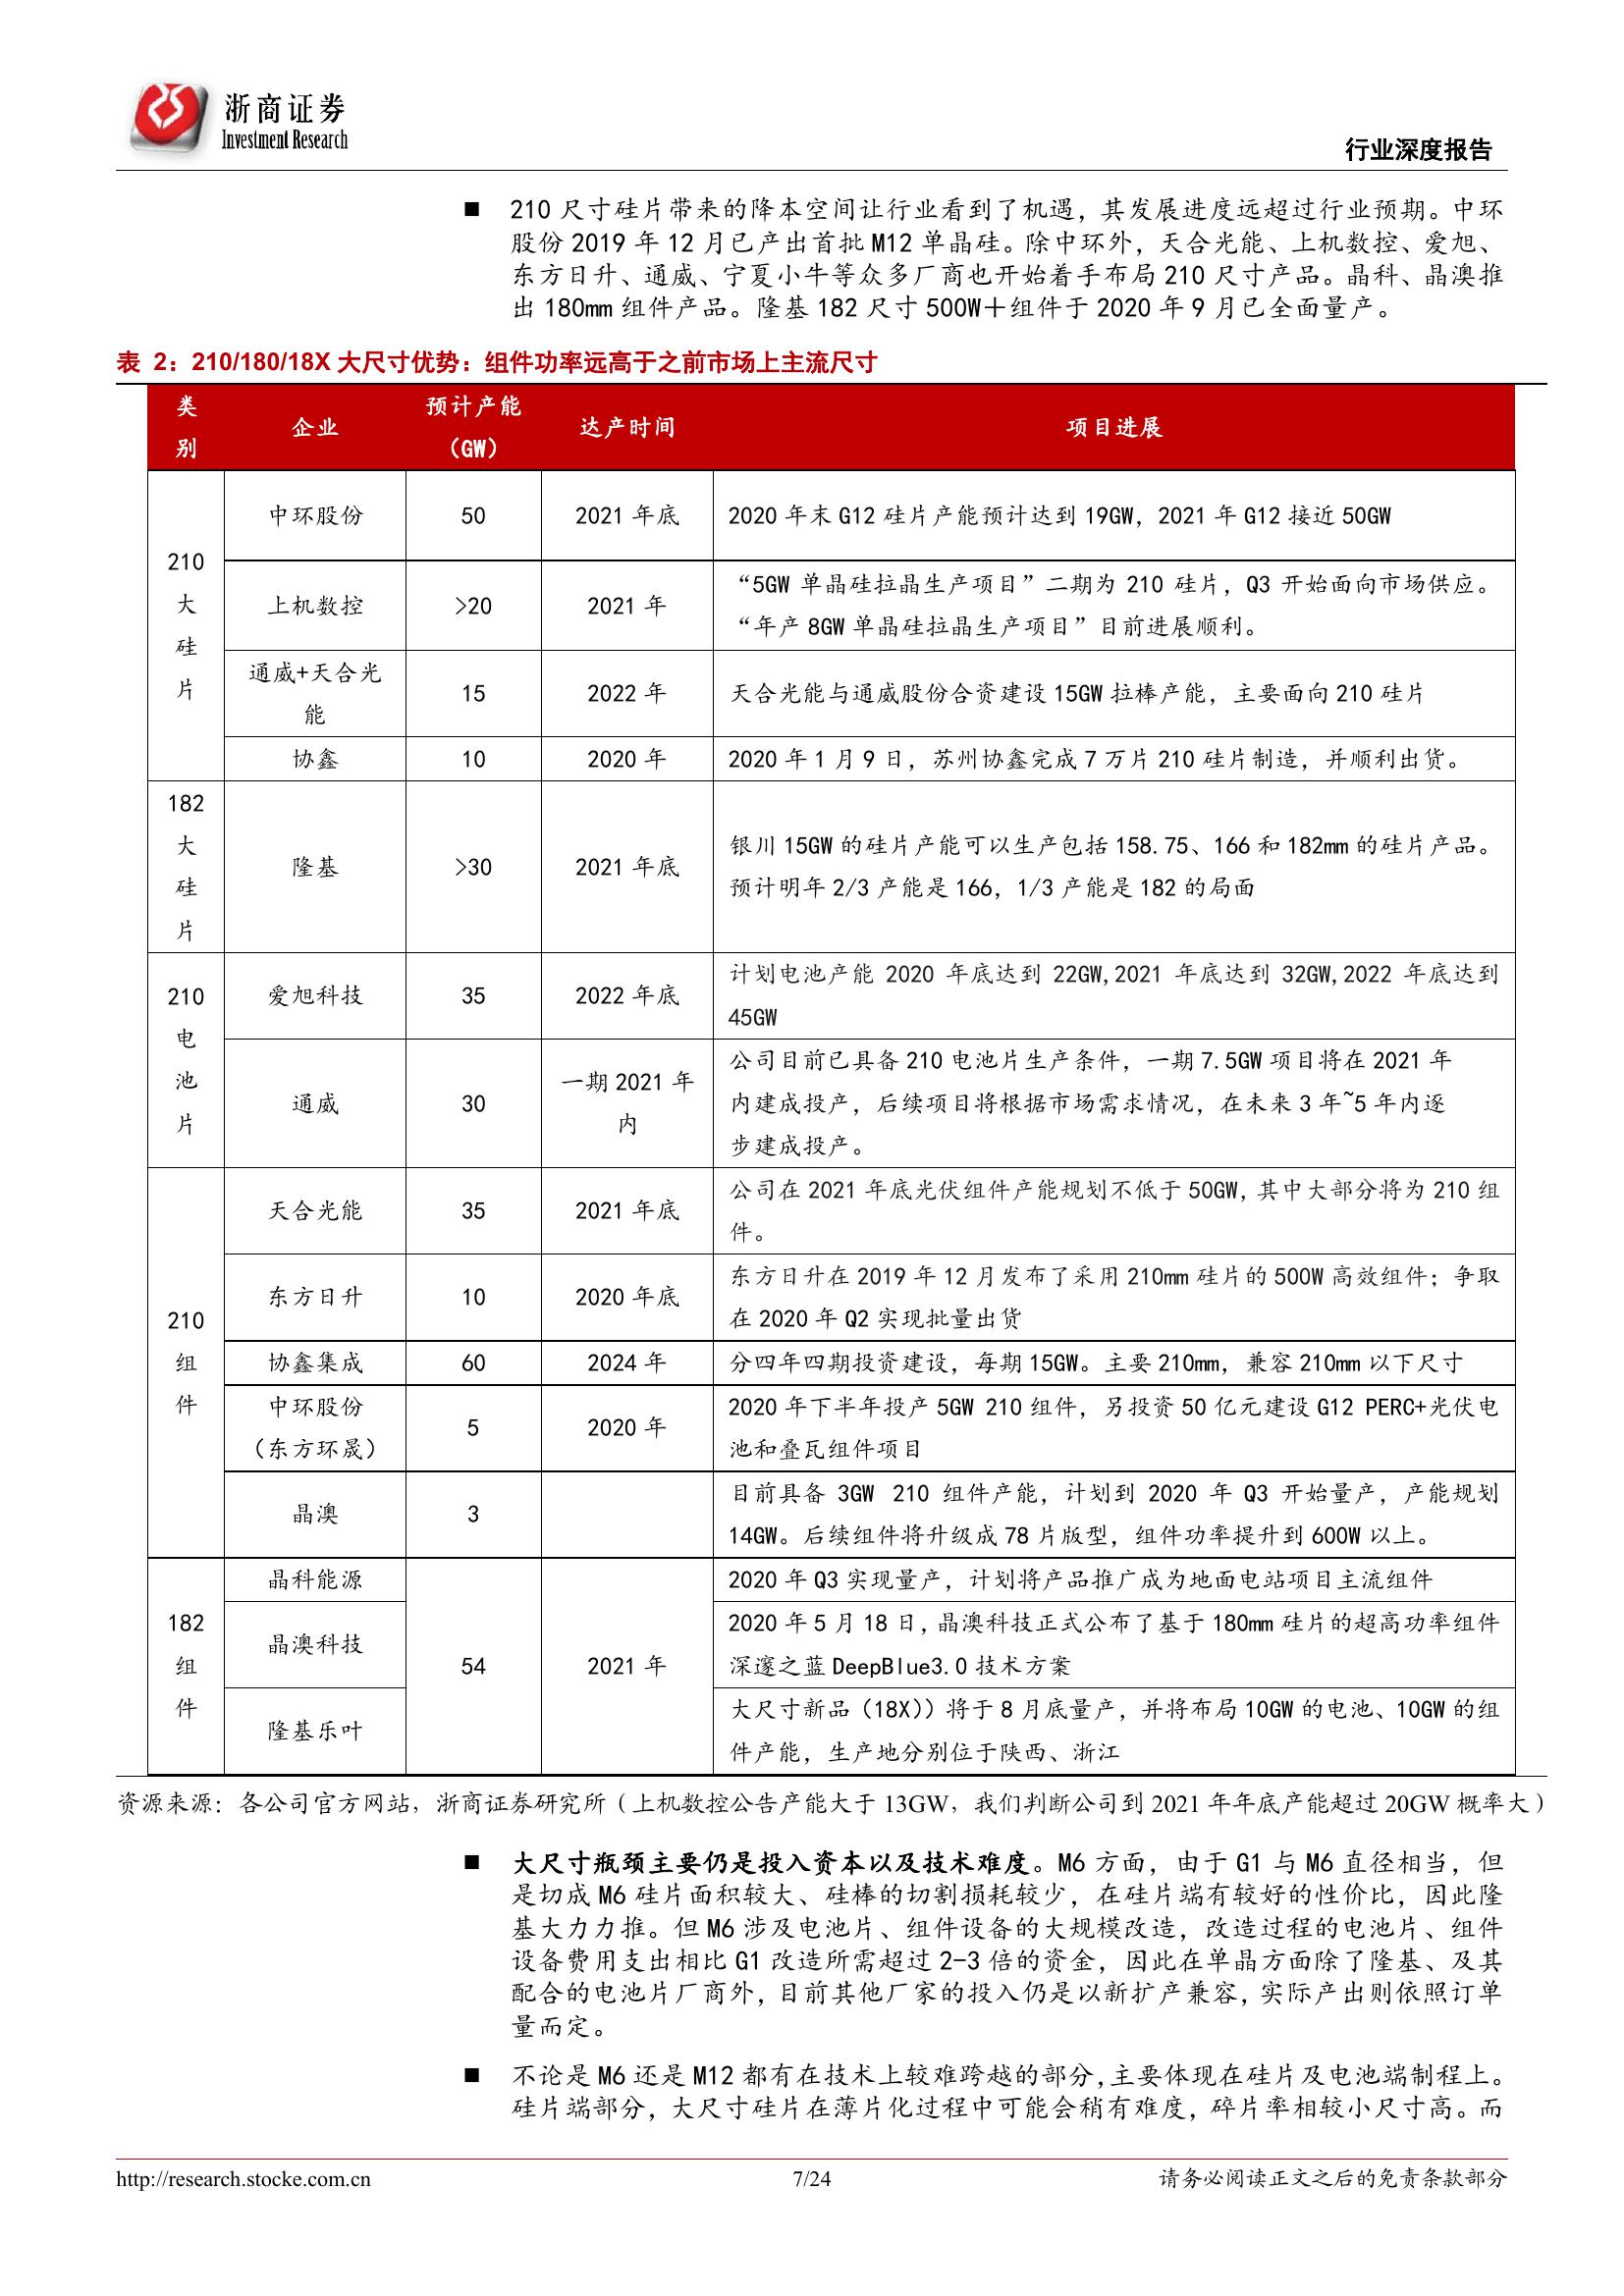 浙商证券
Investment Research
行业深度报告
■ 210 尺寸硅片带来的降本空间让行业看到了机遇，其发展进度远超过行业预期。中环
股份 2019 年 12 月已产出首批 M12 单晶硅。除中环外，天合光能、上机数控、爱旭、
东方日升、通威、宁夏小牛等众多厂商也开始着手布局 210 尺寸产品。晶科、晶澳推
出 180mm 组件产品。隆基 182 尺寸 500W＋组件于 2020 年 9 月已全面量产。
表 2：210/180/18X 大尺寸优势：组件功率远高于之前市场上主流尺寸
类别 企业 预计产能（GW） 达产时间 项目进展
210 大硅片
中环股份 50 2021 年底 2020 年末 G12 硅片产能预计达到 19GW，2021 年 G12 接近 50GW
上机数控 >20 2021 年 “5GW 单晶硅拉晶生产项目”二期为 210 硅片，Q3 开始面向市场供应。
“年产 8GW 单晶硅拉晶生产项目”目前进展顺利。
通威+天合光能 15 2022 年 天合光能与通威股份合资建设 15GW 拉棒产能，主要面向 210 硅片
协鑫 10 2020 年 2020 年 1 月 9 日，苏州协鑫完成 7 万片 210 硅片制造，并顺利出货。
182 大硅片
隆基 >30 2021 年底 银川 15GW 的硅片产能可以生产包括 158.75、166 和 182mm 的硅片产品。
预计明年 2/3 产能是 166，1/3 产能是 182 的局面
210 电池片
爱旭科技 35 2022 年底 计划电池产能 2020 年底达到 22GW,2021 年底达到 32GW,2022 年底达到
45GW
通威 30 一期 2021 年内 公司目前已具备 210 电池片生产条件，一期 7.5GW 项目将在 2021 年
内建成投产，后续项目将根据市场需求情况，在未来 3 年~5 年内逐
步建成投产。
210 组件
天合光能 35 2021 年底 公司在 2021 年底光伏组件产能规划不低于 50GW,其中大部分将为 210 组
件。
东方日升 10 2020 年底 东方日升在 2019 年 12 月发布了采用 210mm 硅片的 500W 高效组件；争取
在 2020 年 Q2 实现批量出货
协鑫集成 60 2024 年 分四年四期投资建设，每期 15GW。主要 210mm，兼容 210mm 以下尺寸
中环股份（东方环晟） 5 2020 年 2020 年下半年投产 5GW 210 组件，另投资 50 亿元建设 G12 PERC+光伏电
池和叠瓦组件项目
晶澳 3 目前具备 3GW 210 组件产能，计划到 2020 年 Q3 开始量产，产能规划
14GW。后续组件将升级成 78 片版型，组件功率提升到 600W 以上。
182 组件
晶科能源 54 2021 年 2020 年 Q3 实现量产，计划将产品推广成为地面电站项目主流组件
晶澳科技 2020 年 5 月 18 日,晶澳科技正式公布了基于 180mm 硅片的超高功率组件
深邃之蓝 DeepBlue3.0 技术方案
隆基乐叶 大尺寸新品（18X））将于 8 月底量产，并将布局 10GW 的电池、10GW 的组
件产能，生产地分别位于陕西、浙江
资源来源：各公司官方网站，浙商证券研究所（上机数控公告产能大于 13GW，我们判断公司到 2021 年年底产能超过 20GW 概率大）
■ 大尺寸瓶颈主要仍是投入资本以及技术难度。M6 方面，由于 G1 与 M6 直径相当，但
是切成 M6 硅片面积较大、硅棒的切割损耗较少，在硅片端有较好的性价比，因此隆
基大力力推。但 M6 涉及电池片、组件设备的大规模改造，改造过程的电池片、组件
设备费用支出相比 G1 改造所需超过 2-3 倍的资金，因此在单晶方面除了隆基、及其
配合的电池片厂商外，目前其他厂家的投入仍是以新扩产兼容，实际产出则依照订单
量而定。
■ 不论是 M6 还是 M12 都有在技术上较难跨越的部分,主要体现在硅片及电池端制程上。
硅片端部分，大尺寸硅片在薄片化过程中可能会稍有难度，碎片率相较小尺寸高。而
http://research.stocke.com.cn 7/24 请务必阅读正文之后的免责条款部分